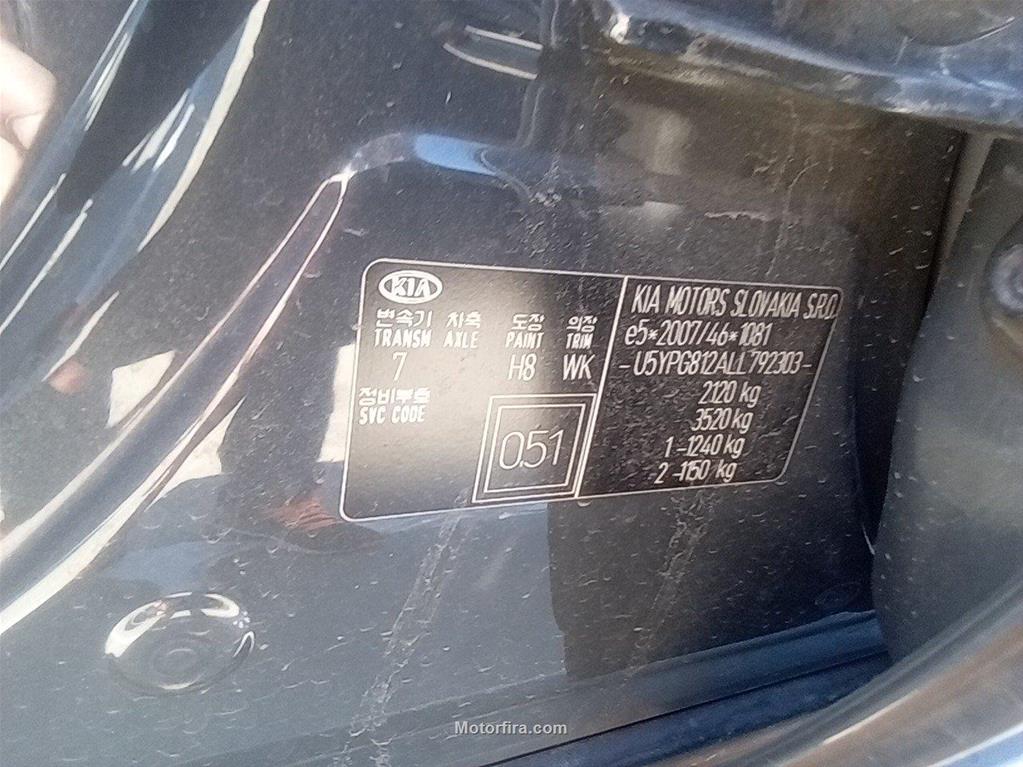 KIA
변속기 차축 도장 의장
TRANSM AXLE PAINT TRIM
7 H8 WK
정비부호
SVC CODE
0.51
KIA MOTORS SLOVAKIA S.R.O.
e5*2007/46*1081
-U5YPG812ALL792303-
2120 kg
3520 kg
1-1240 kg
2-1150 kg
Motorfira.com